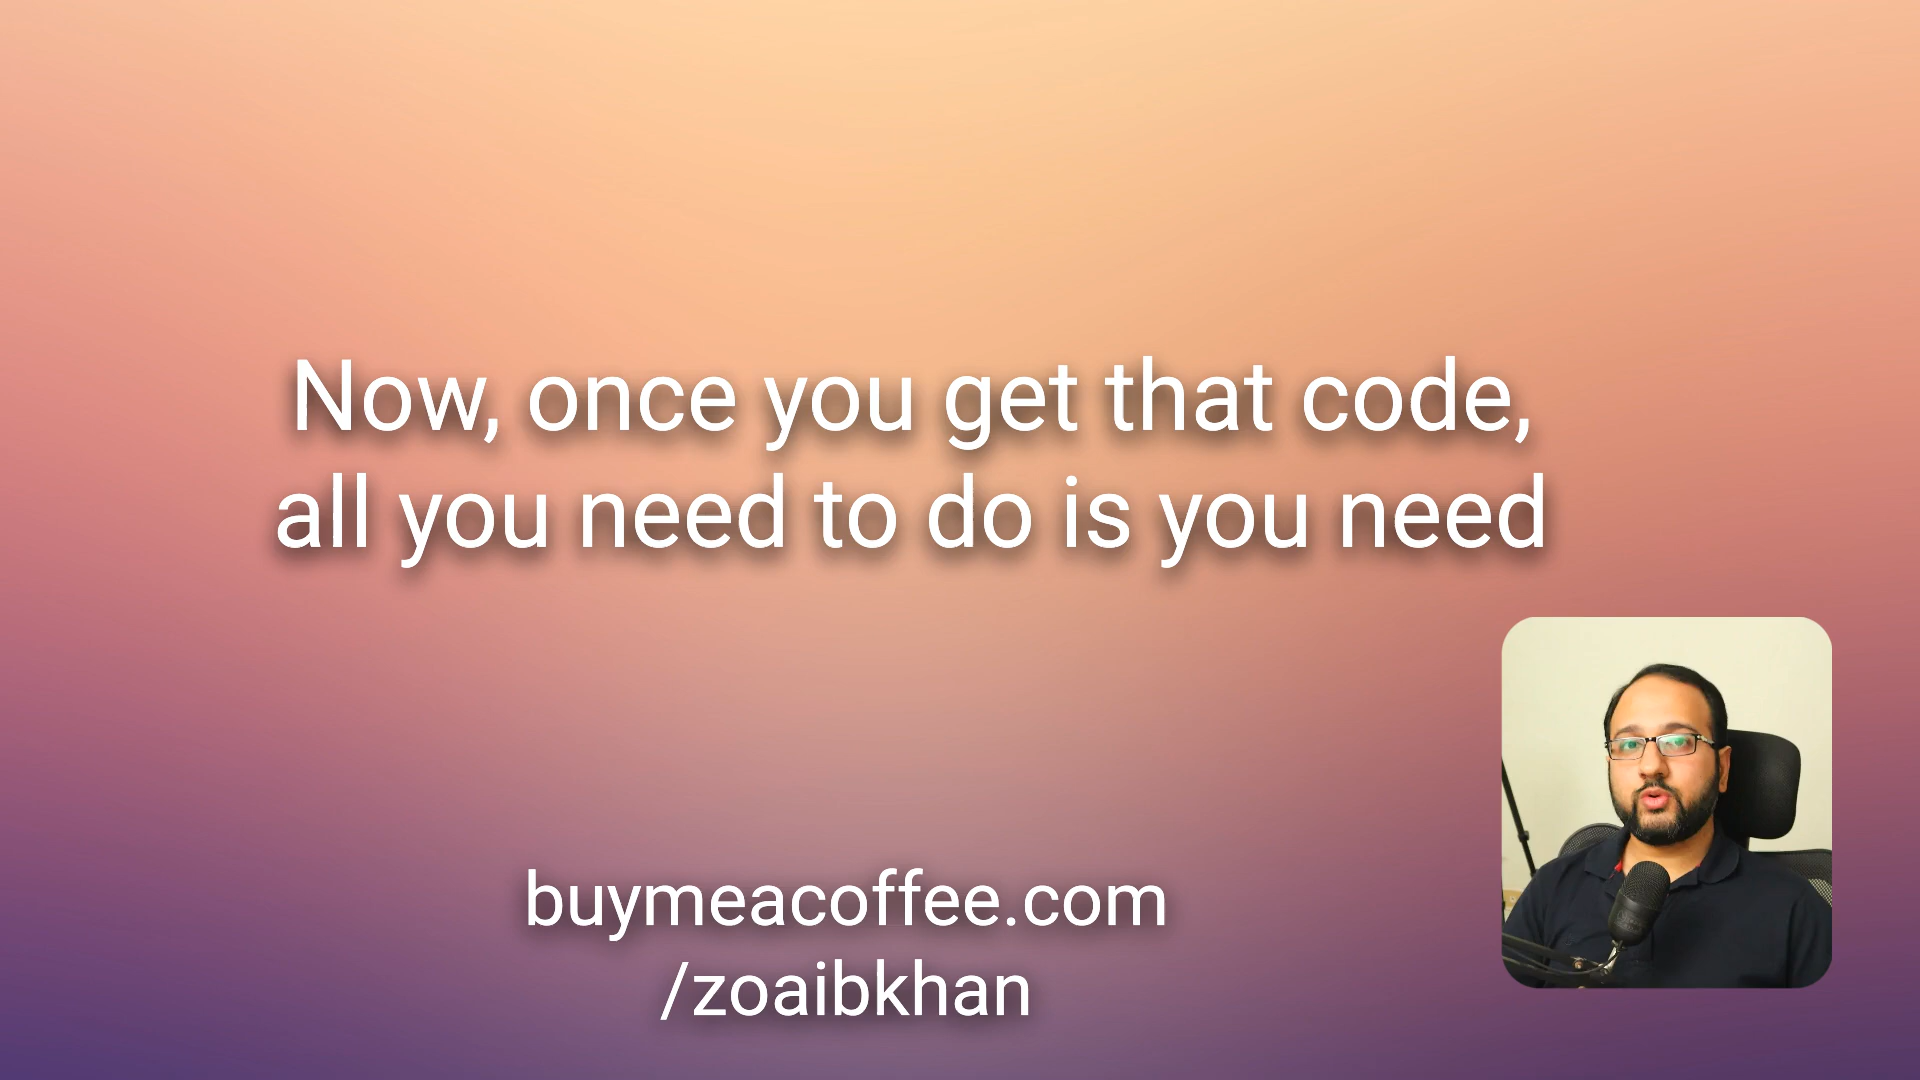 Now, once you get that code,
all you need to do is you need
buymeacoffee.com
/zoaibkhan